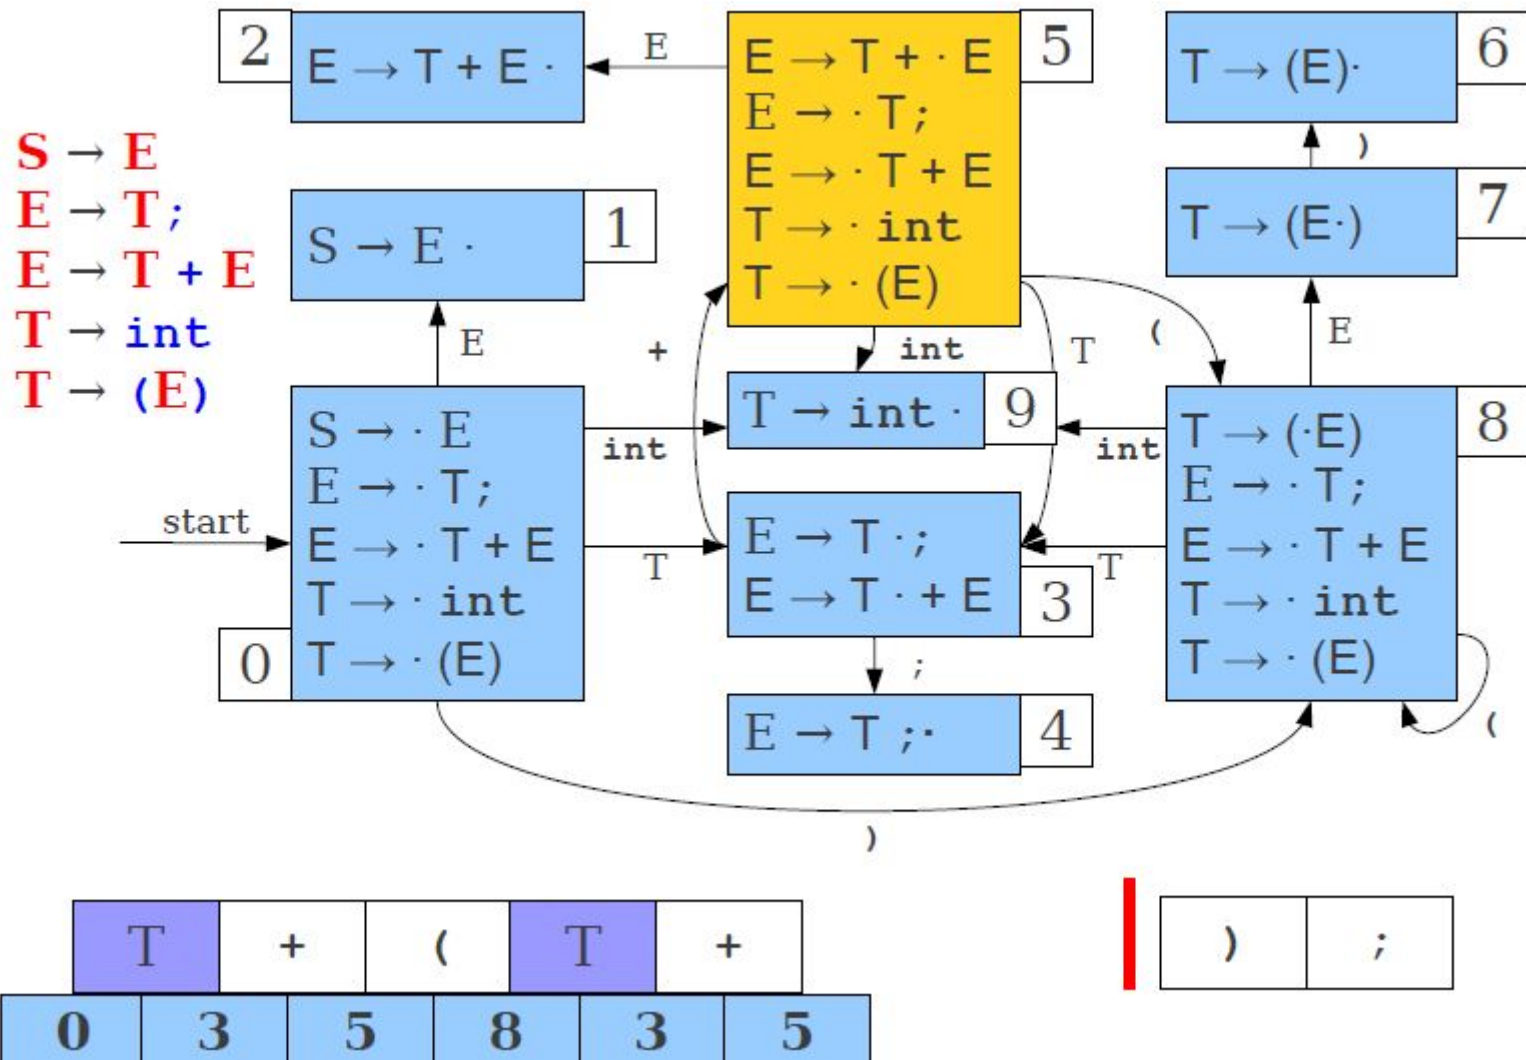 S → E
E → T ;
E → T + E
T → int
T → (E)
2
E → T + E ·
E
E → T + · E
E → · T;
E → · T + E
T → · int
T → · (E)
5
T → (E)·
6
)
T → (E·)
7
S → E ·
1
E
+
int
T
(
E
start
S → · E
E → · T;
E → · T + E
T → · int
T → · (E)
0
int
T
T → int ·
9
E → T ·;
E → T · + E
3
;
E → T ;·
4
int
T
T → (·E)
E → · T;
E → · T + E
T → · int
T → · (E)
8
(
)
T + ( T +
) ;
0 3 5 8 3 5